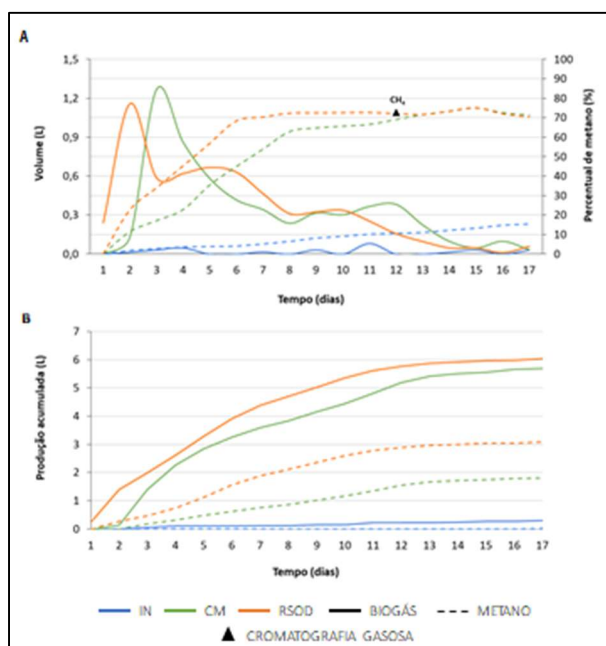 A
1,5
1,2
0,9
0,6
0,3
0,0
Volume (L)
100
90
80
70
60
50
40
30
20
10
0
Percentual de metano (%)
CH₄
1 2 3 4 5 6 7 8 9 10 11 12 13 14 15 16 17
Tempo (dias)
B
7
6
5
4
3
2
1
0
Produção acumulada (L)
1 2 3 4 5 6 7 8 9 10 11 12 13 14 15 16 17
Tempo (dias)
IN CM RSOD BIOGÁS METANO
CROMATOGRAFIA GASOSA